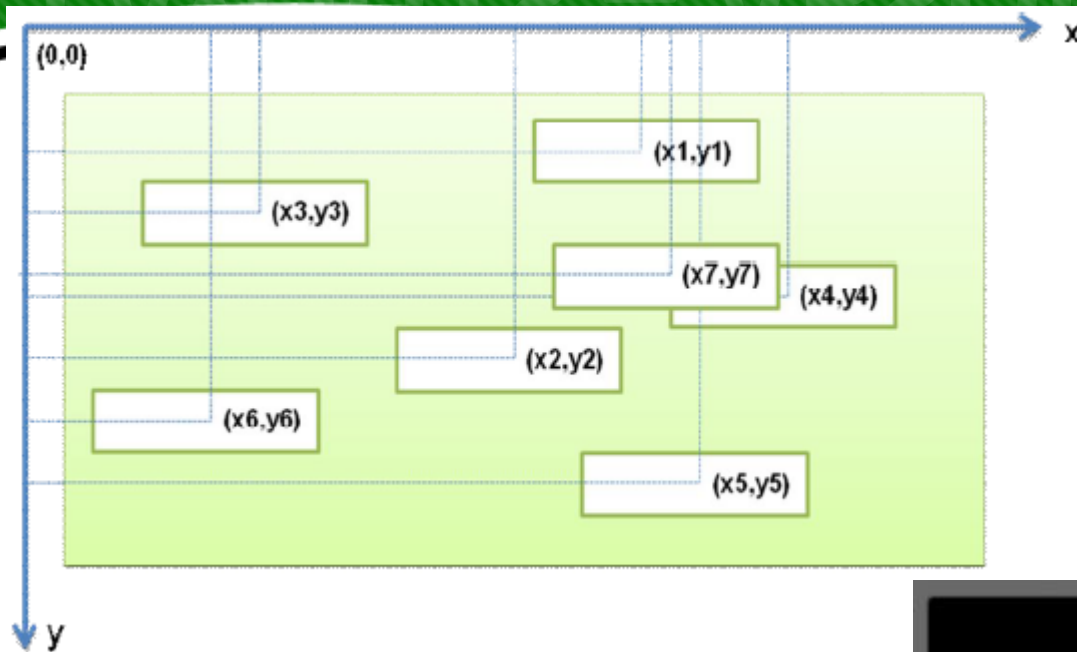 x
(0,0)
(x1,y1)
(x3,y3)
(x7,y7)
(x4,y4)
(x2,y2)
(x6,y6)
(x5,y5)
y